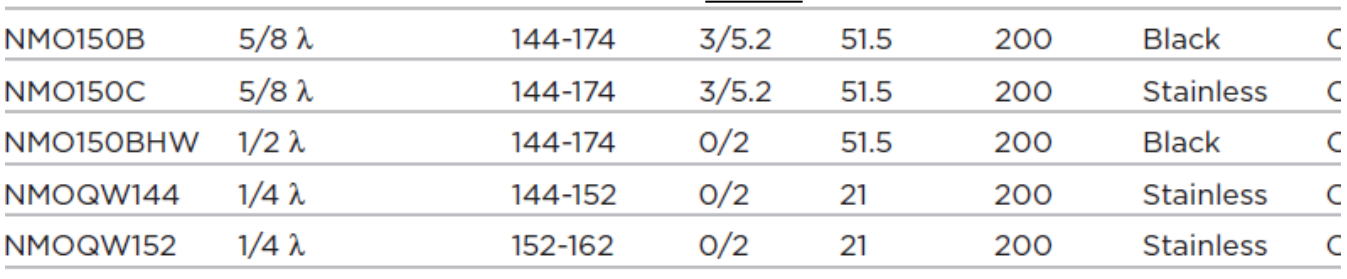 NMO150B 5/8 λ 144-174 3/5.2 51.5 200 Black
NMO150C 5/8 λ 144-174 3/5.2 51.5 200 Stainless
NMO150BHW 1/2 λ 144-174 0/2 51.5 200 Black
NMOQW144 1/4 λ 144-152 0/2 21 200 Stainless
NMOQW152 1/4 λ 152-162 0/2 21 200 Stainless